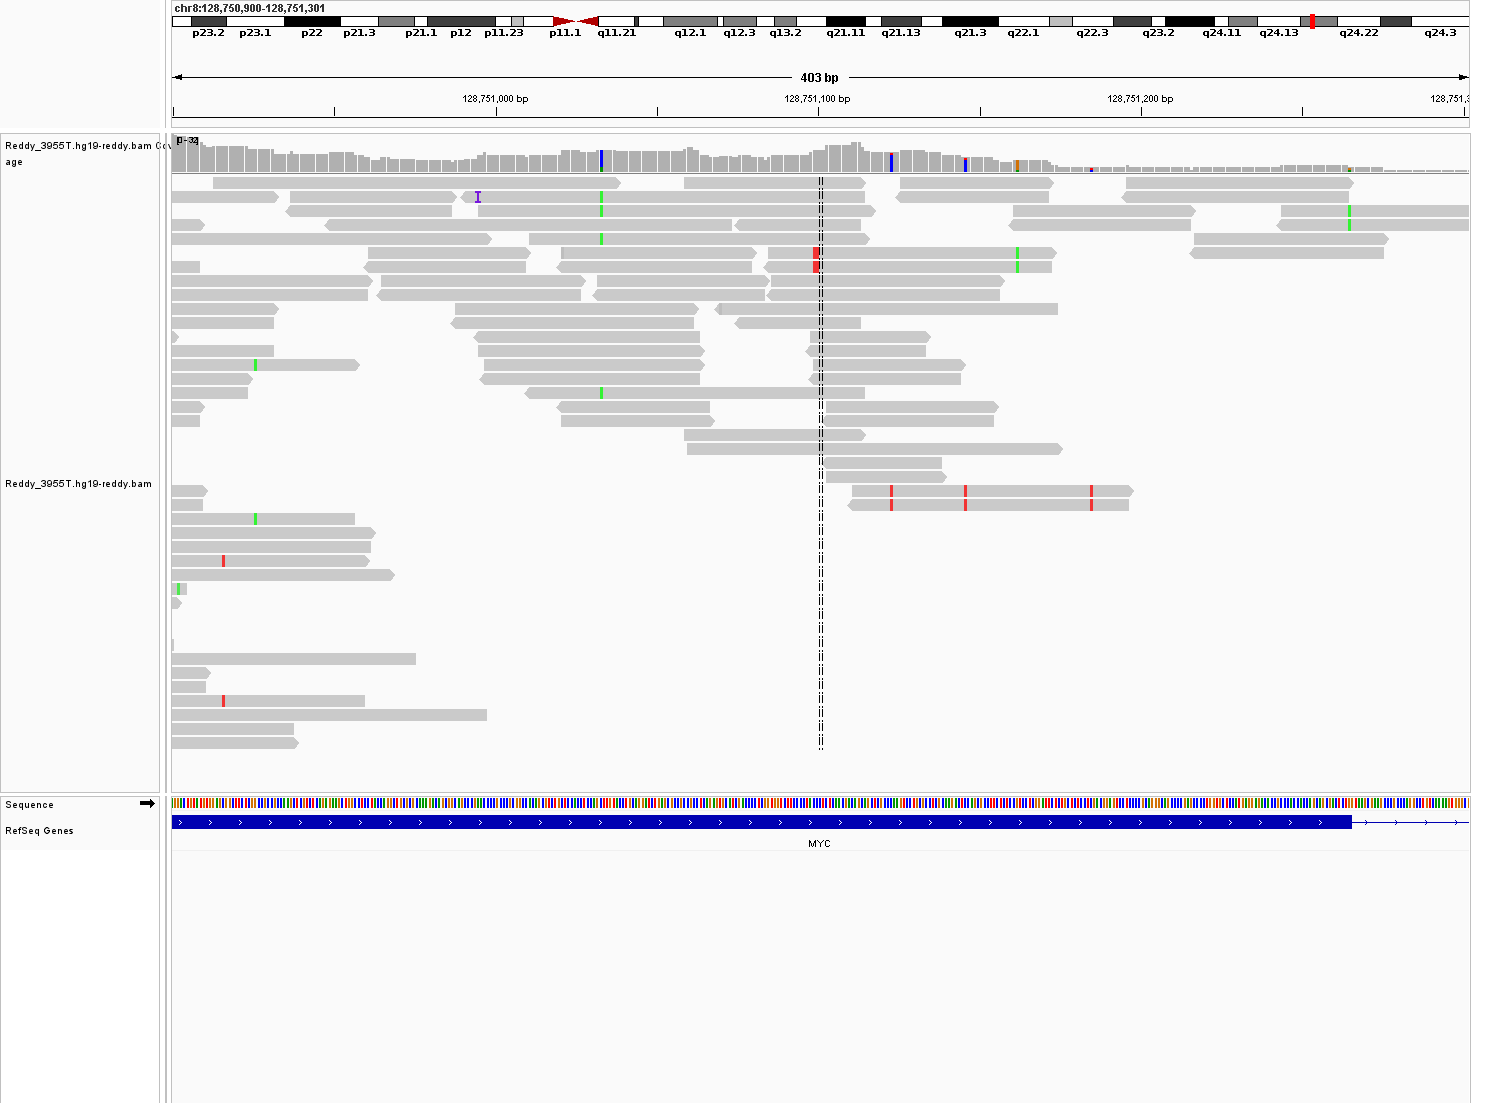 chr8:128,750,900-128,751,301
p23.2 p23.1 p22 p21.3 p21.1 p12 p11.23 p11.1 q11.21 q12.1 q12.3 q13.2 q21.11 q21.13 q21.3 q22.1 q22.3 q23.2 q24.11 q24.13 q24.22 q24.3
403 bp
128,751,000 bp 128,751,100 bp 128,751,200 bp 128,751,3
Reddy_3955T.hg19-reddy.bam Cov
age
[0 - 32]
Reddy_3955T.hg19-reddy.bam
Sequence
RefSeq Genes
MYC